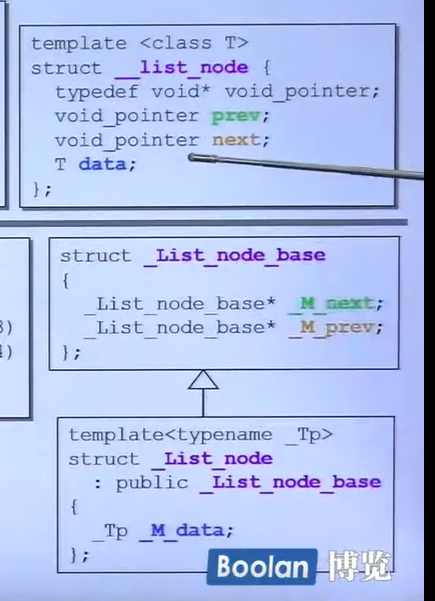 template <class T>
struct __list_node {
typedef void* void_pointer;
void_pointer prev;
void_pointer next;
T data;
};
struct _List_node_base
{
_List_node_base* _M_next;
_List_node_base* _M_prev;
};
3)
4)
template<typename _Tp>
struct _List_node
: public _List_node_base
{
_Tp _M_data;
};
Boolan 博览